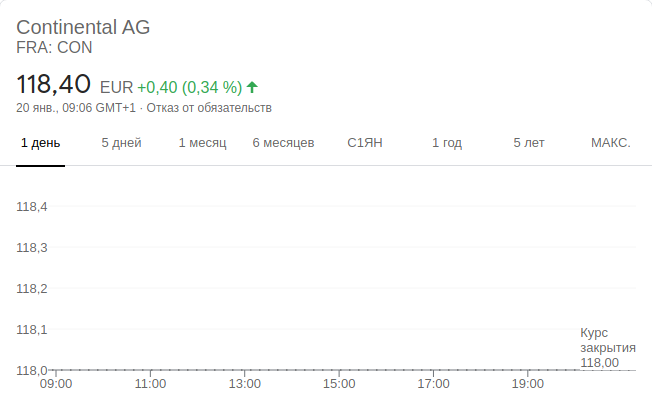 Continental AG
FRA: CON
118,40 EUR +0,40 (0,34 %)
20 янв., 09:06 GMT+1 · Отказ от обязательств
1 день 5 дней 1 месяц 6 месяцев С1ЯН 1 год 5 лет МАКС.
118,4
118,3
118,2
118,1
Курс
закрытия
118,00
118,0
09:00 11:00 13:00 15:00 17:00 19:00